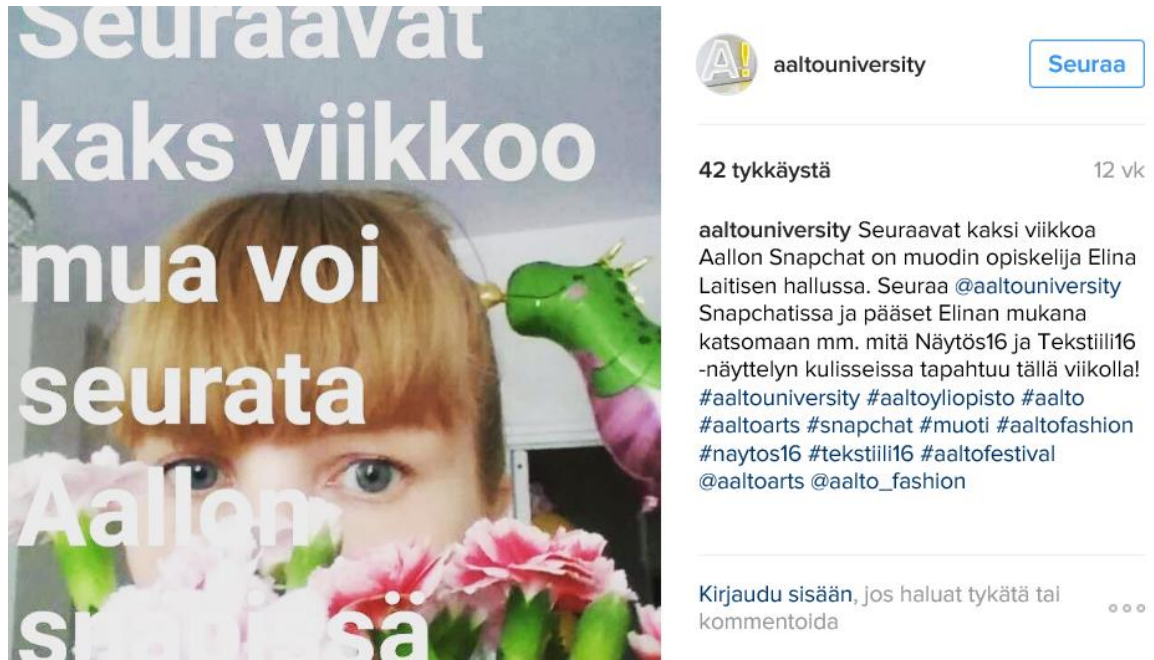 Seuraavat
kaks viikkoo
mua voi
seurata
Aallon
snapissä
A!
aaltouniversity
Seuraa
42 tykkäystä
12 vk
aaltouniversity Seuraavat kaksi viikkoa
Aallon Snapchat on muodin opiskelija Elina
Laitisen hallussa. Seuraa @aaltouniversity
Snapchatissa ja pääset Elinan mukana
katsomaan mm. mitä Näytös16 ja Tekstiili16
-näyttelyn kulisseissa tapahtuu tällä viikolla!
#aaltouniversity #aaltoyliopisto #aalto
#aaltoarts #snapchat #muoti #aaltofashion
#naytos16 #tekstiili16 #aaltofestival
@aaltoarts @aalto_fashion
Kirjaudu sisään, jos haluat tykätä tai
kommentoida